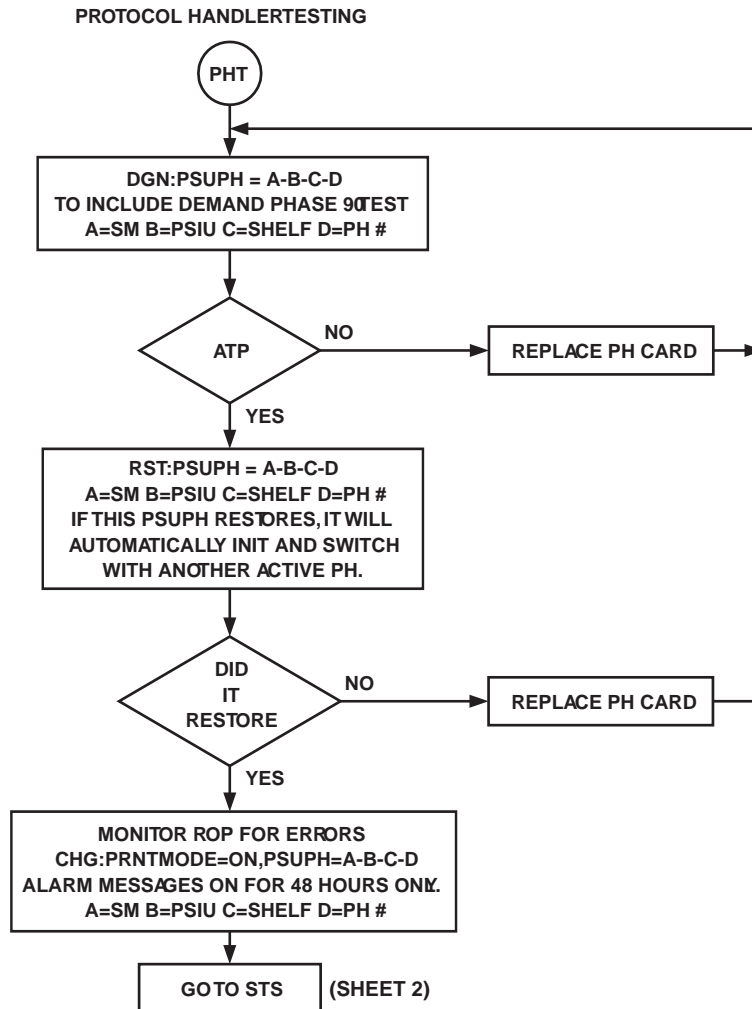 PROTOCOL HANDLERTESTING
PHT
DGN:PSUPH = A-B-C-D
TO INCLUDE DEMAND PHASE 90TEST
A=SM B=PSIU C=SHELF D=PH #
ATP
NO
REPLACE PH CARD
YES
RST:PSUPH = A-B-C-D
A=SM B=PSIU C=SHELF D=PH #
IF THIS PSUPH RESTORES, IT WILL
AUTOMATICALLY INIT AND SWITCH
WITH ANOTHER ACTIVE PH.
DID
IT
RESTORE
NO
REPLACE PH CARD
YES
MONITOR ROP FOR ERRORS
CHG:PRNTMODE=ON,PSUPH=A-B-C-D
ALARM MESSAGES ON FOR 48 HOURS ONLY.
A=SM B=PSIU C=SHELF D=PH #
GO TO STS (SHEET 2)